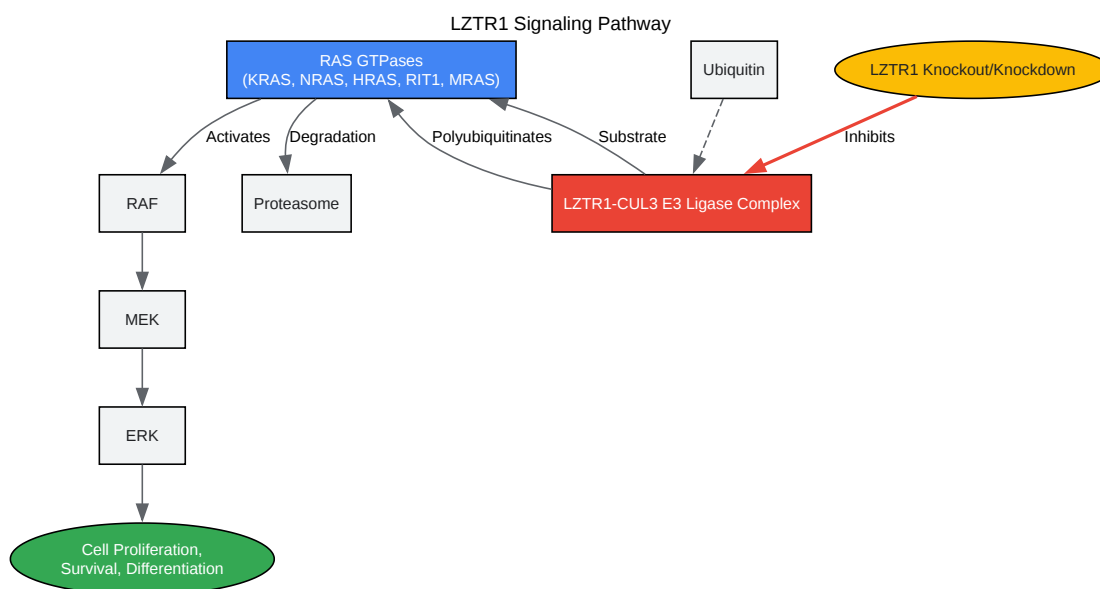 LZTR1 Signaling Pathway
RAS GTPases
(KRAS, NRAS, HRAS, RIT1, MRAS)
Ubiquitin
LZTR1 Knockout/Knockdown
Activates
Degradation
Polyubiquitinates
Substrate
Inhibits
RAF
Proteasome
LZTR1-CUL3 E3 Ligase Complex
MEK
ERK
Cell Proliferation,
Survival, Differentiation